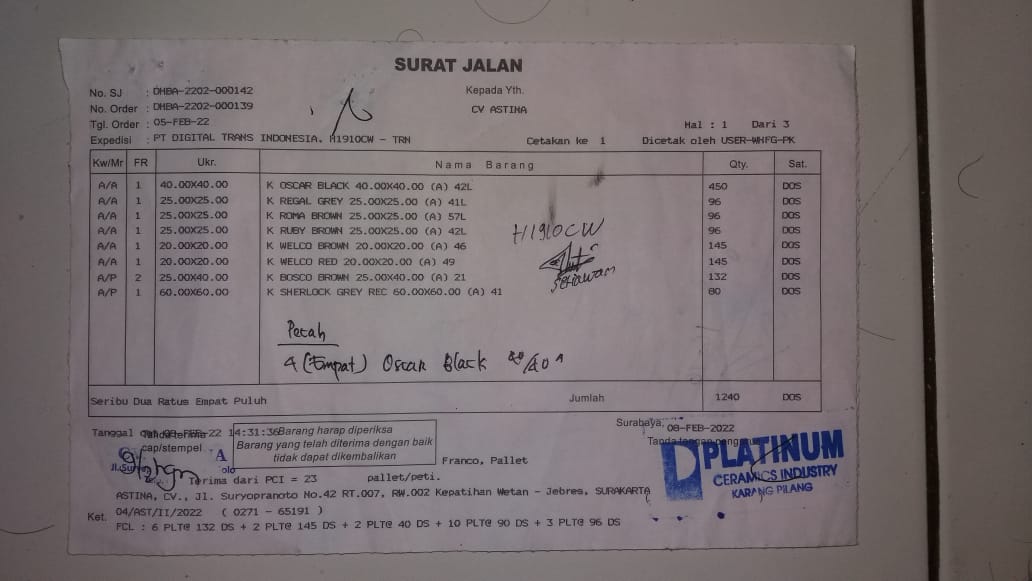 SURAT JALAN
No. SJ : DHBA-2202-000142
Kepada Yth.
No. Order : DHBA-2202-000139
CV ASTINA
Tgl. Order : 05-FEB-22
Hal : 1 Dari 3
Expedisi : PT DIGITAL TRANS INDONESIA. H1910CW - TRN
Cetakan ke 1 Dicetak oleh USER-WHFG-PK
Kw/Mr FR Ukr. Nama Barang Qty. Sat.
A/A 1 40.00X40.00 K OSCAR BLACK 40.00X40.00 (A) 42L 450 DOS
A/A 1 25.00X25.00 K REGAL GREY 25.00X25.00 (A) 41L 96 DOS
A/A 1 25.00X25.00 K ROMA BROWN 25.00X25.00 (A) 57L 96 DOS
A/A 1 25.00X25.00 K RUBY BROWN 25.00X25.00 (A) 42L 96 DOS
A/A 1 20.00X20.00 K WELCO BROWN 20.00X20.00 (A) 46 145 DOS
A/A 1 20.00X20.00 K WELCO RED 20.00X20.00 (A) 49 145 DOS
A/P 2 25.00X40.00 K BOSCO BROWN 25.00X40.00 (A) 21 132 DOS
A/P 1 60.00X60.00 K SHERLOCK GREY REC 60.00X60.00 (A) 41 80 DOS
H1910CW
Setiawan
Pecah
4 (Empat) Oscar Black 40/40 A
Seribu Dua Ratus Empat Puluh Jumlah 1240 DOS
Surabaya, 08-FEB-2022
Tanggal 14:31:36
Tanda terima
cap/stempel
Barang harap diperiksa
Barang yang telah diterima dengan baik
tidak dapat dikembalikan
Tanda tangan
PLATINUM
CERAMICS INDUSTRY
KARANG PILANG
Franco, Pallet
Terima dari PCI = 23 pallet/peti.
ASTINA, CV., Jl. Suryopranoto No.42 RT.007, RW.002 Kepatihan Wetan - Jebres, SURAKARTA
Ket. 04/AST/II/2022 ( 0271 - 65191 )
FCL : 6 PLT@ 132 DS + 2 PLT@ 145 DS + 2 PLT@ 40 DS + 10 PLT@ 90 DS + 3 PLT@ 96 DS